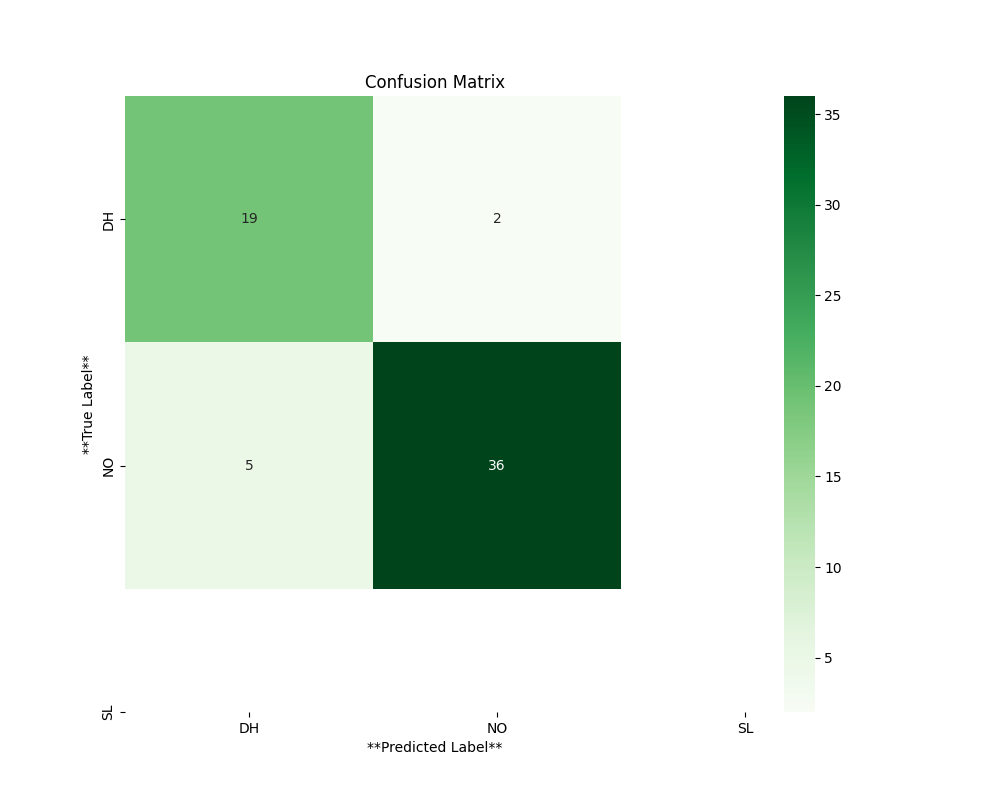 Confusion Matrix
DH
19
2
35
30
25
20
15
10
5
**True Label**
NO
5
36
SL
DH
NO
SL
**Predicted Label**